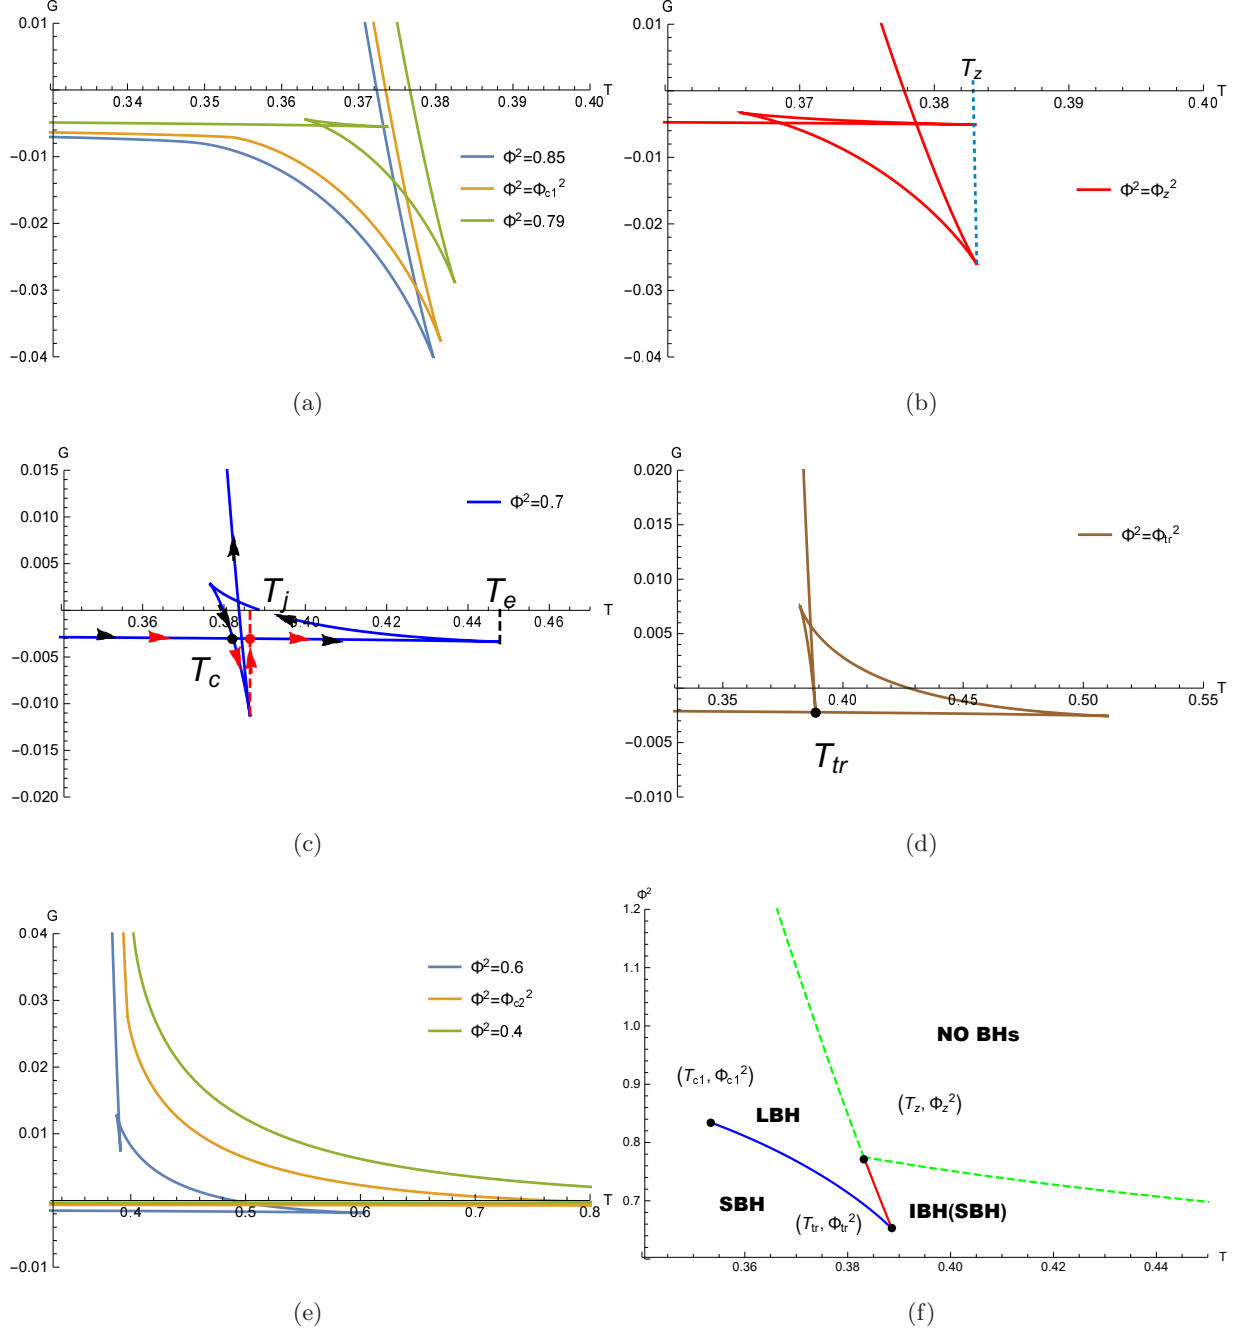 G
0.01
T
0.34 0.35 0.36 0.37 0.38 0.39 0.40
−0.01
−0.02
−0.03
−0.04
Φ²=0.85
Φ²=Φc1²
Φ²=0.79
(a)
G
0.01
Tz
T
0.37 0.38 0.39 0.40
−0.01
−0.02
−0.03
−0.04
Φ²=Φz²
(b)
G
0.015
0.010
0.005
−0.005
−0.010
−0.015
−0.020
Φ²=0.7
Tj
Te
T
0.36 0.38 0.40 0.42 0.44 0.46
Tc
(c)
G
0.020
0.015
0.010
0.005
−0.005
−0.010
Φ²=Φtr²
T
0.35 0.40 0.45 0.50 0.55
Ttr
(d)
G
0.04
0.03
0.02
0.01
−0.01
Φ²=0.6
Φ²=Φc2²
Φ²=0.4
T
0.4 0.5 0.6 0.7 0.8
(e)
Φ²
1.2
1.1
1.0
0.9
0.8
0.7
NO BHs
(Tc1, Φc1²)
(Tz, Φz²)
LBH
SBH
IBH(SBH)
(Ttr, Φtr²)
T
0.36 0.38 0.40 0.42 0.44
(f)